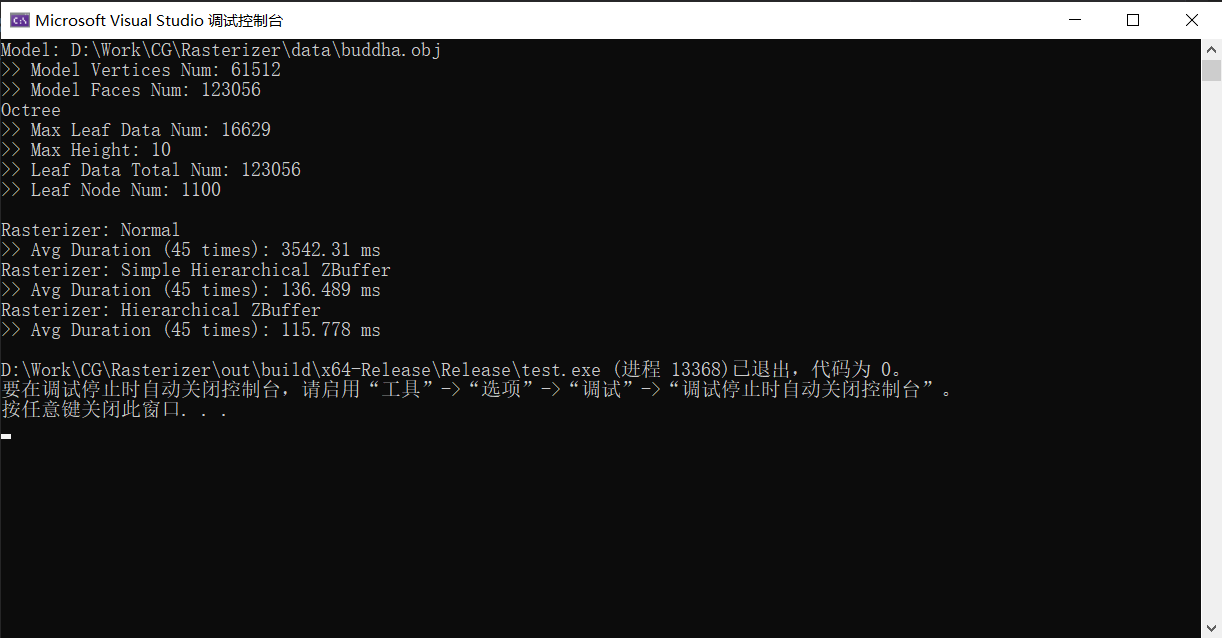 Microsoft Visual Studio 调试控制台
Model: D:\Work\CG\Rasterizer\data\buddha.obj
>> Model Vertices Num: 61512
>> Model Faces Num: 123056
Octree
>> Max Leaf Data Num: 16629
>> Max Height: 10
>> Leaf Data Total Num: 123056
>> Leaf Node Num: 1100
Rasterizer: Normal
>> Avg Duration (45 times): 3542.31 ms
Rasterizer: Simple Hierarchical ZBuffer
>> Avg Duration (45 times): 136.489 ms
Rasterizer: Hierarchical ZBuffer
>> Avg Duration (45 times): 115.778 ms
D:\Work\CG\Rasterizer\out\build\x64-Release\Release\test.exe (进程 13368)已退出，代码为 0。
要在调试停止时自动关闭控制台，请启用“工具”->“选项”->“调试”->“调试停止时自动关闭控制台”。
按任意键关闭此窗口. . .